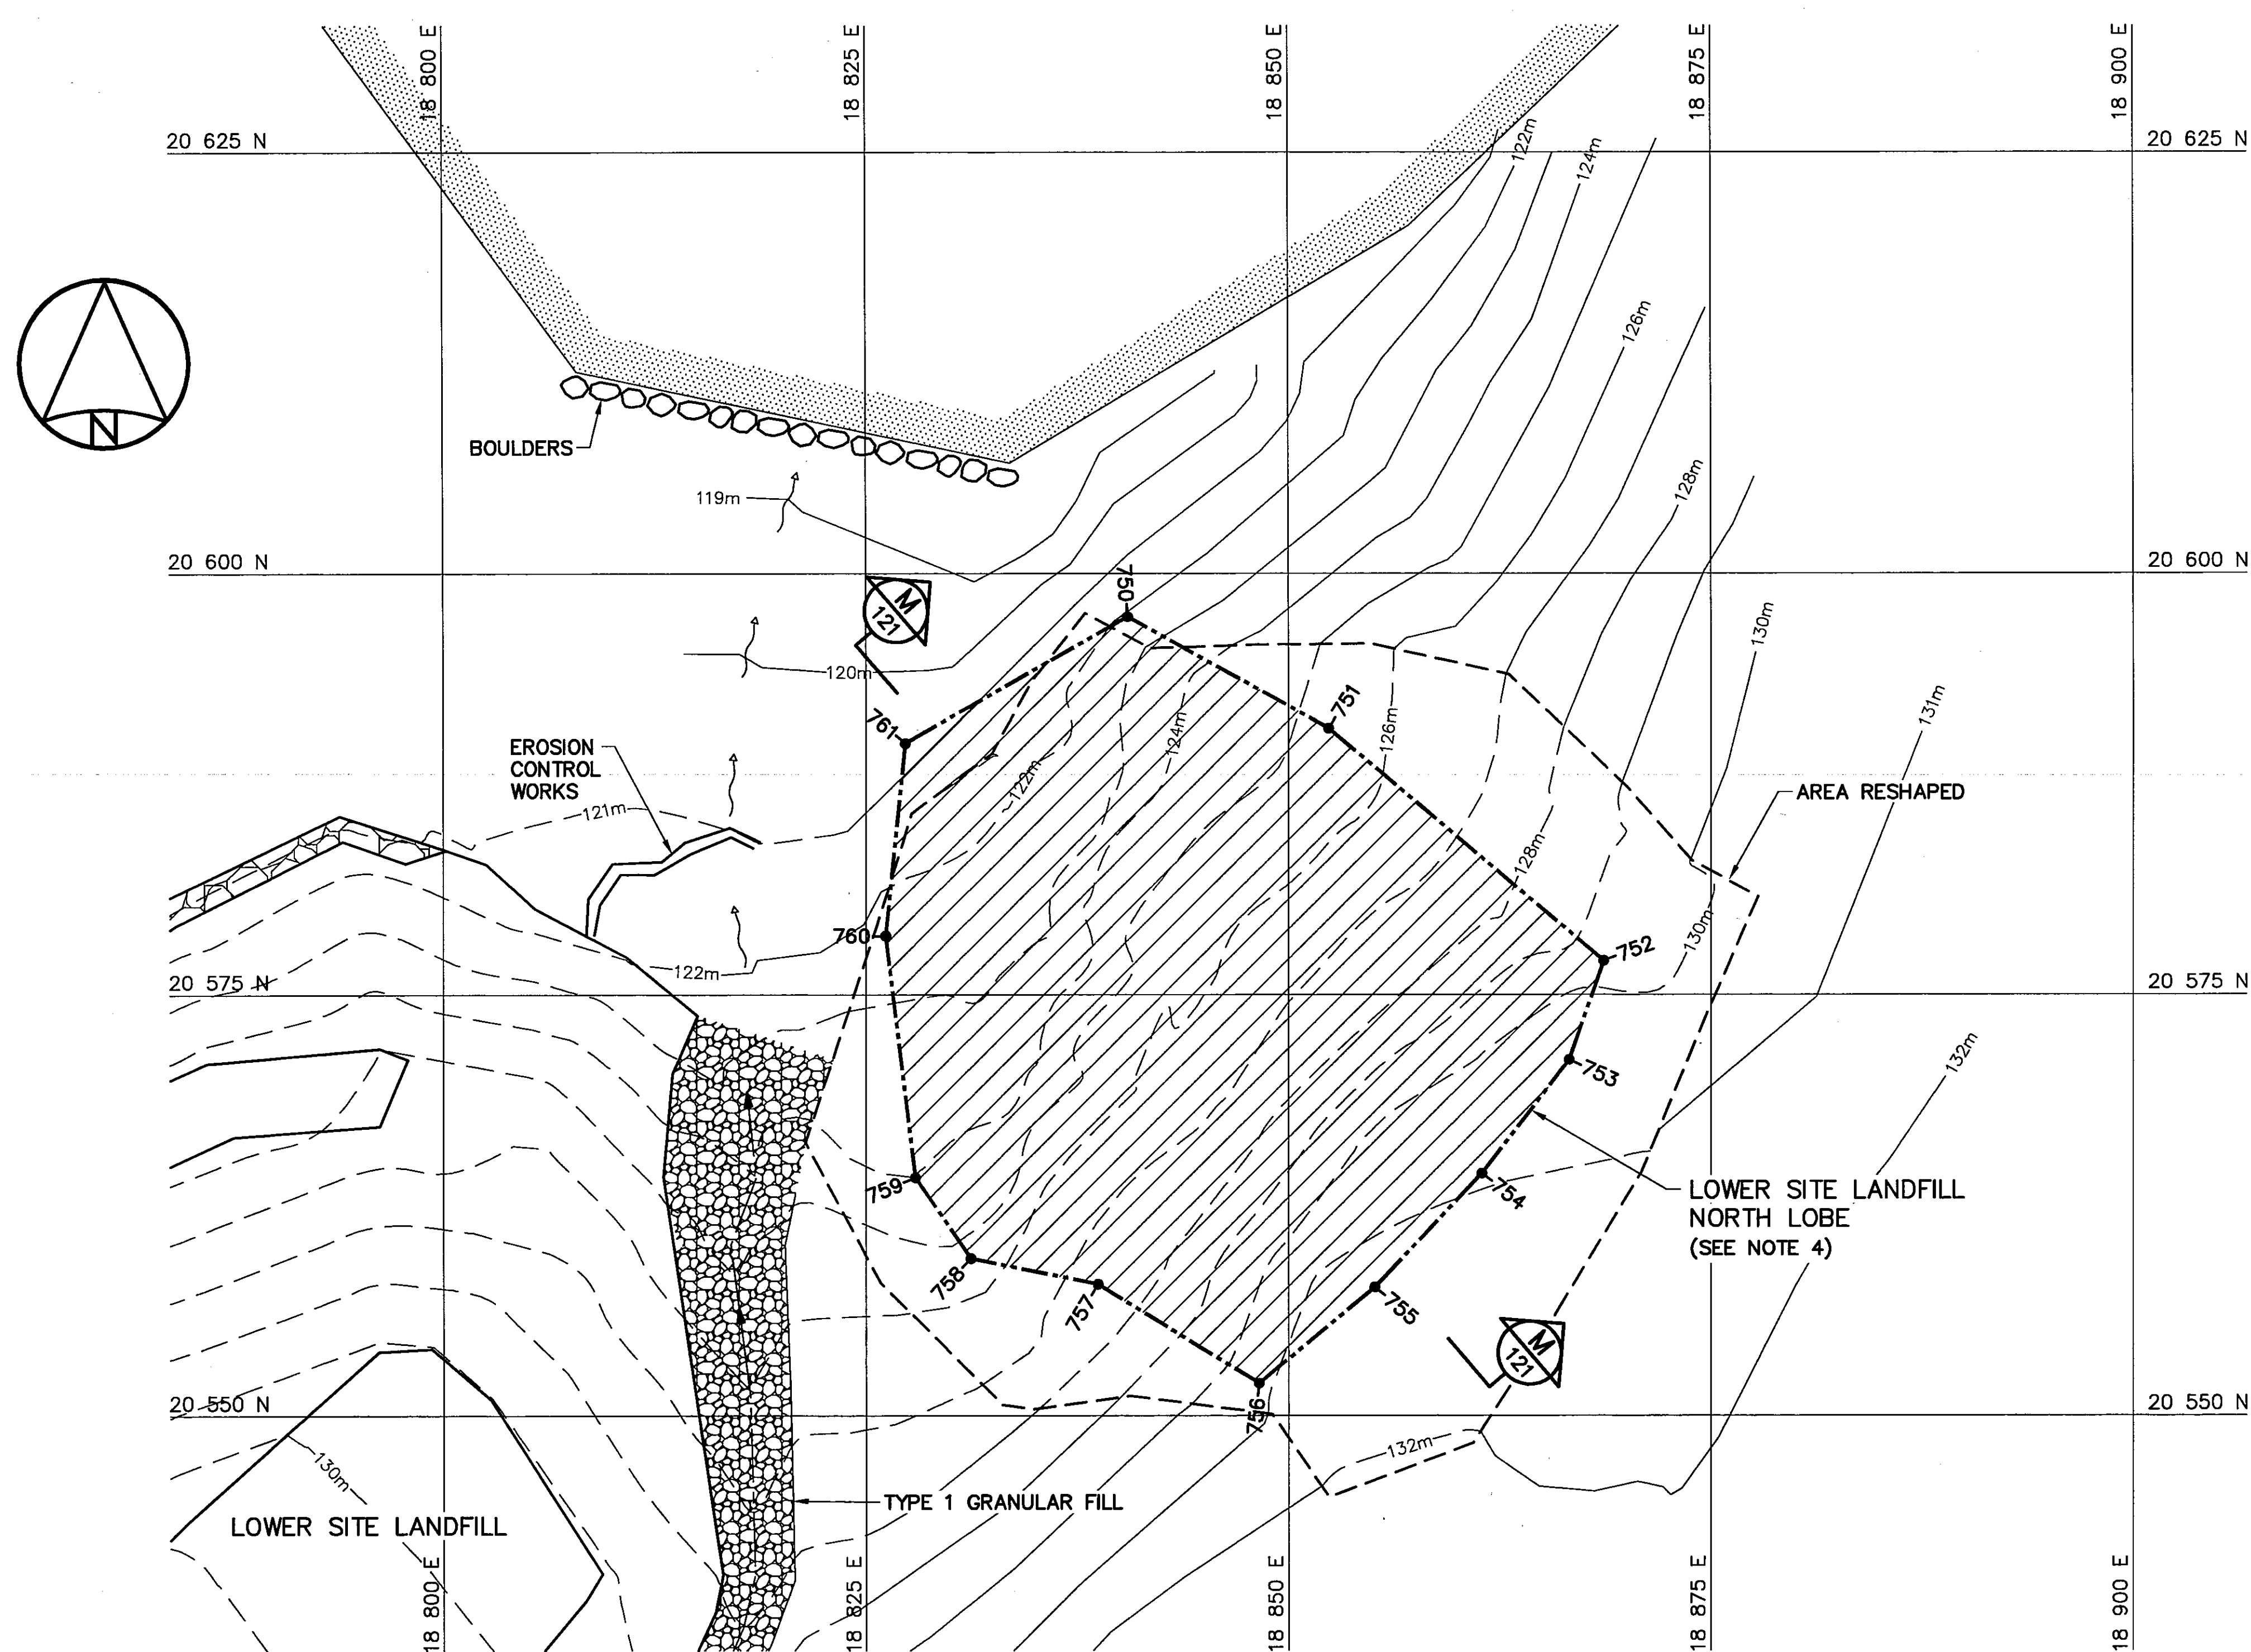 18 800 E
18 825 E
18 850 E
18 875 E
18 900 E
20 625 N
20 625 N
122m
124m
126m
N
BOULDERS
119m
128m
20 600 N
20 600 N
M
121
750
130m
120m
761
751
131m
124m
126m
EROSION
CONTROL
WORKS
122m
AREA RESHAPED
121m
128m
760
130m
752
122m
20 575 N
20 575 N
132m
753
759
754
LOWER SITE LANDFILL
NORTH LOBE
(SEE NOTE 4)
758
757
755
M
121
756
20 550 N
20 550 N
132m
130m
TYPE 1 GRANULAR FILL
LOWER SITE LANDFILL
18 800 E
18 825 E
18 850 E
18 875 E
18 900 E